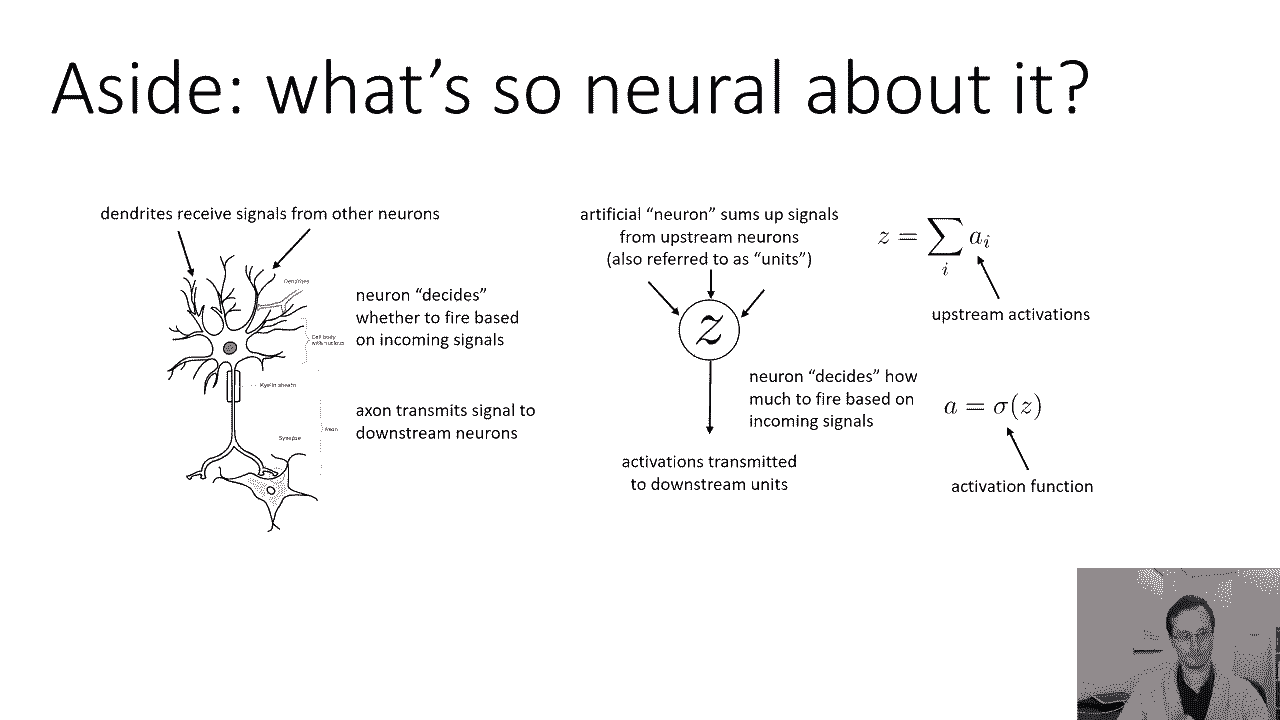 Aside: what’s so neural about it?
dendrites receive signals from other neurons
Dendrites
neuron “decides”
whether to fire based
on incoming signals
Cell body
with nucleus
Myelin sheath
axon transmits signal to
downstream neurons
Axon
Synapse
artificial “neuron” sums up signals
from upstream neurons
(also referred to as “units”)
z = ∑ᵢ aᵢ
upstream activations
z
neuron “decides” how
much to fire based on
incoming signals
a = σ(z)
activations transmitted
to downstream units
activation function